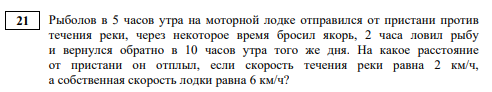 21 Рыболов в 5 часов утра на моторной лодке отправился от пристани против
течения реки, через некоторое время бросил якорь, 2 часа ловил рыбу
и вернулся обратно в 10 часов утра того же дня. На какое расстояние
от пристани он отплыл, если скорость течения реки равна 2 км/ч,
а собственная скорость лодки равна 6 км/ч?